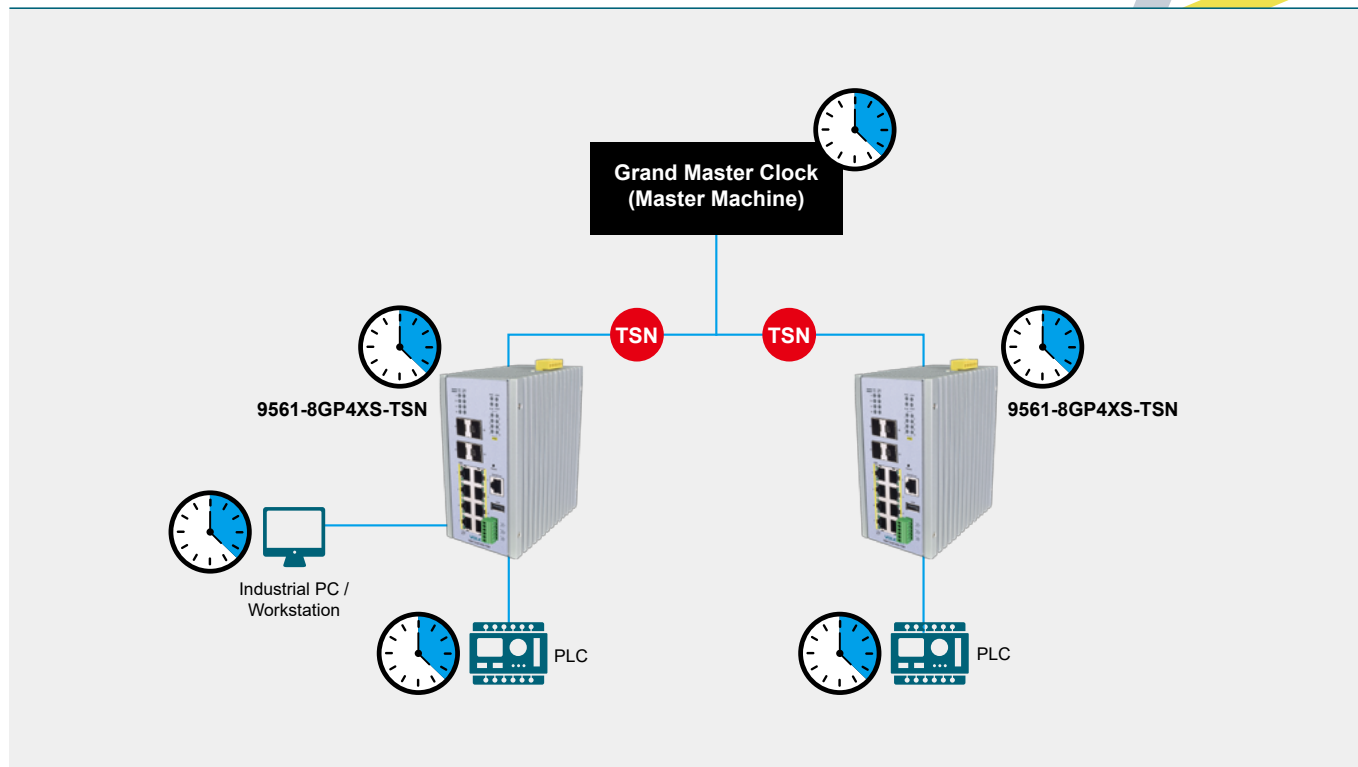 Grand Master Clock
(Master Machine)
TSN
TSN
9561-8GP4XS-TSN
9561-8GP4XS-TSN
Industrial PC /
Workstation
PLC
PLC